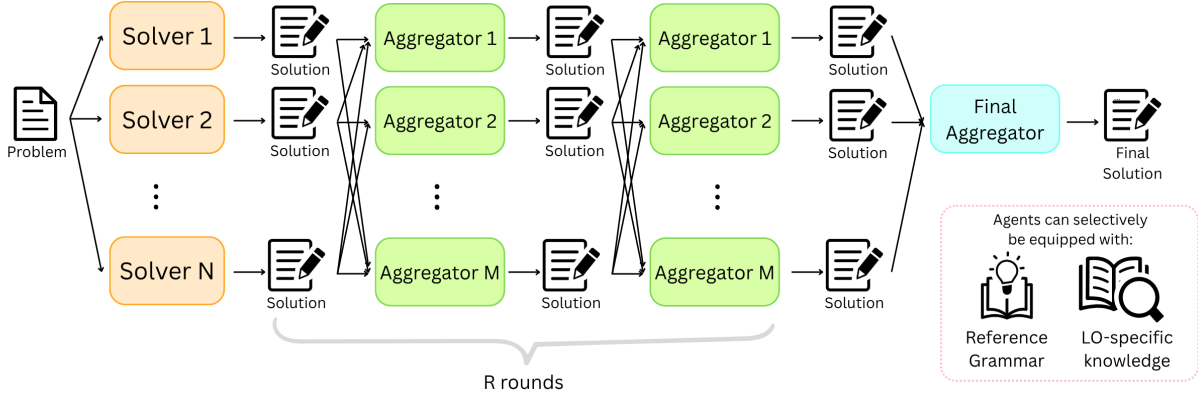 Problem
Solver 1
Solver 2
Solver N
Solution
Solution
Solution
Aggregator 1
Aggregator 2
Aggregator M
Solution
Solution
Solution
Aggregator 1
Aggregator 2
Aggregator M
Solution
Solution
Solution
R rounds
Final
Aggregator
Final
Solution
Agents can selectively
be equipped with:
Reference
Grammar
LO-specific
knowledge